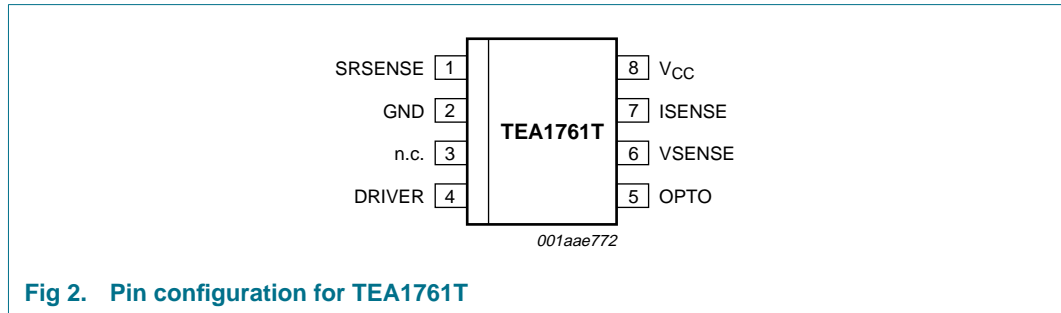 SRSENSE 1 8 VCC
GND 2 7 ISENSE
TEA1761T
n.c. 3 6 VSENSE
DRIVER 4 5 OPTO
001aae772
Fig 2. Pin configuration for TEA1761T